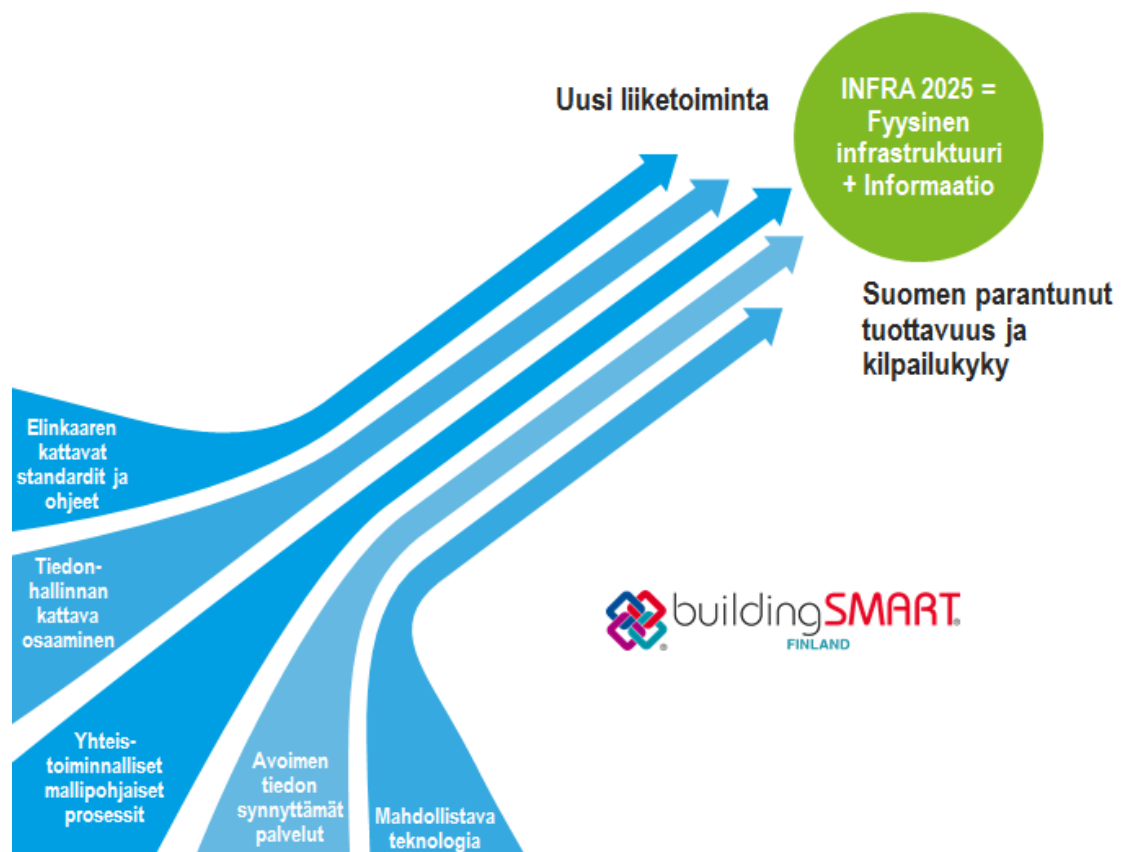 Uusi liiketoiminta
INFRA 2025 =
Fyysinen
infrastruktuuri
+ Informaatio
Suomen parantunut
tuottavuus ja
kilpailukyky
Elinkaaren
kattavat
standardit ja
ohjeet
Tiedon-
hallinnan
kattava
osaaminen
Yhteis-
toiminnalliset
mallipohjaiset
prosessit
Avoimen
tiedon
synnyttämät
palvelut
Mahdollistava
teknologia
buildingSMART®
FINLAND